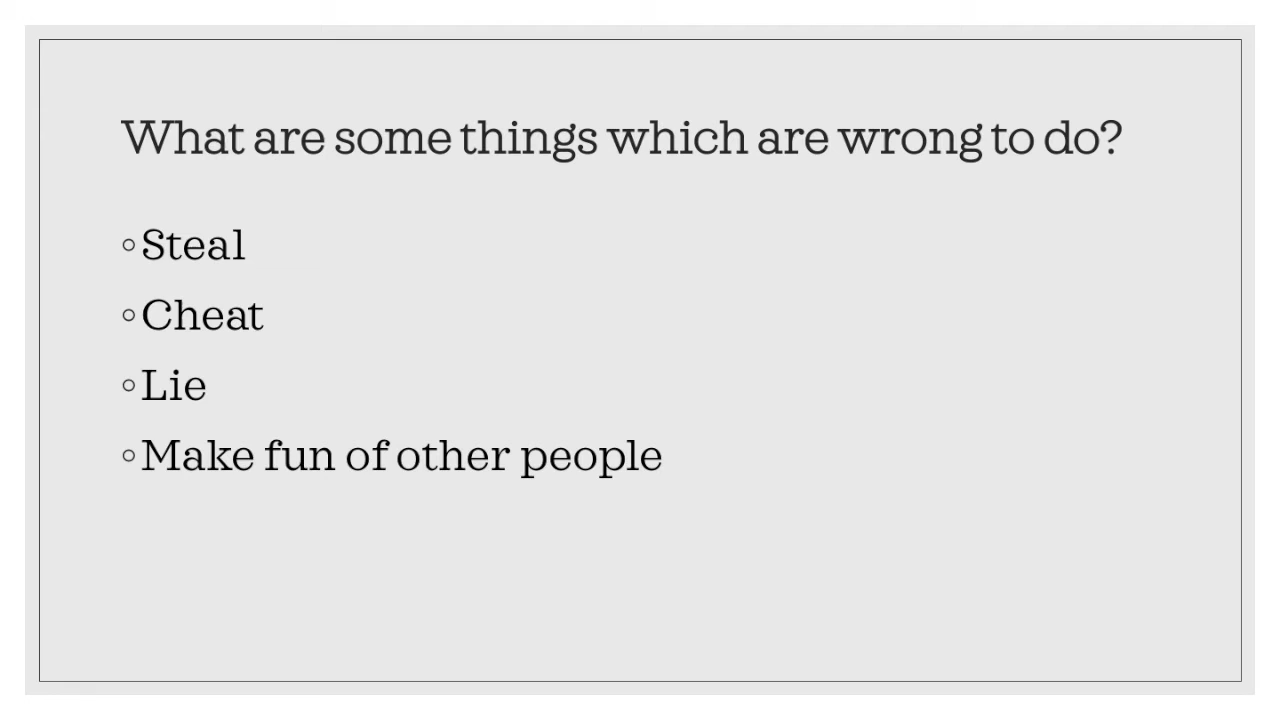 What are some things which are wrong to do?
◦Steal
◦Cheat
◦Lie
◦Make fun of other people